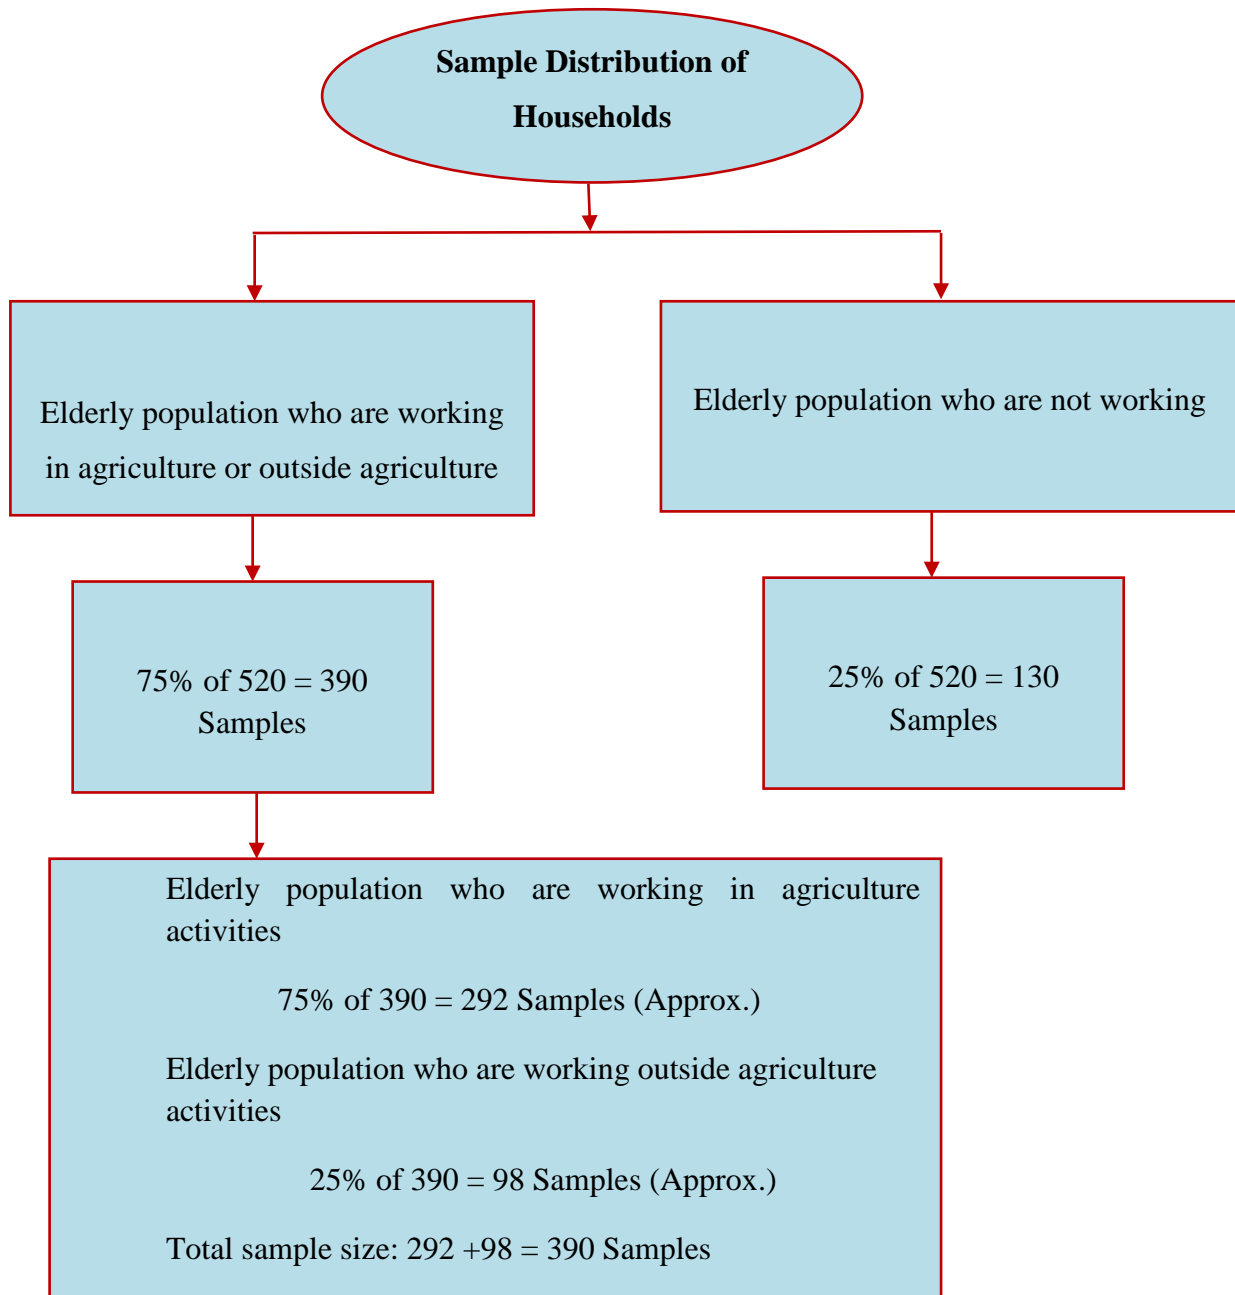 Sample Distribution of
Households
Elderly population who are working
in agriculture or outside agriculture
Elderly population who are not working
75% of 520 = 390
Samples
25% of 520 = 130
Samples
Elderly population who are working in agriculture
activities
75% of 390 = 292 Samples (Approx.)
Elderly population who are working outside agriculture
activities
25% of 390 = 98 Samples (Approx.)
Total sample size: 292 +98 = 390 Samples